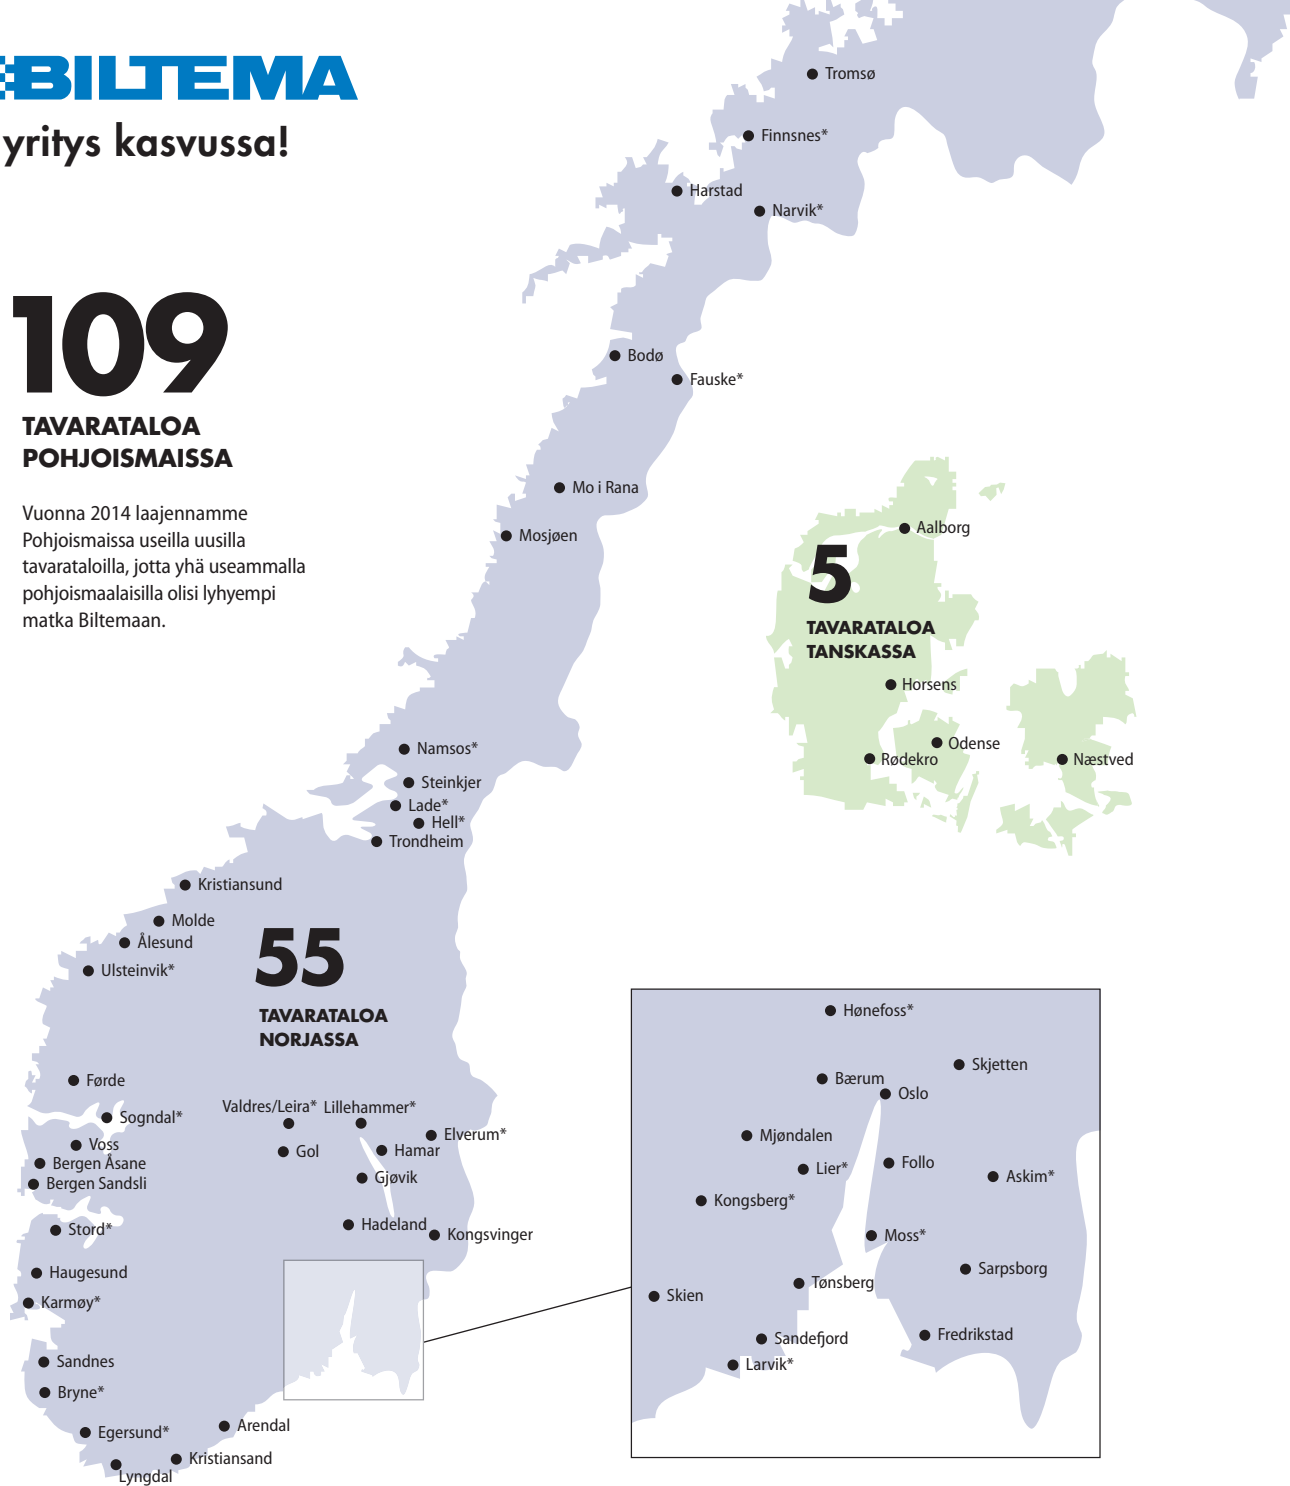 BILTEMA
yritys kasvussa!
109
TAVARATALOA
POHJOISMAISSA
Vuonna 2014 laajennamme
Pohjoismaissa useilla uusilla
tavarataloilla, jotta yhä useammalla
pohjoismaalaisilla olisi lyhyempi
matka Biltemaan.
Tromsø
Finnsnes*
Harstad
Narvik*
Bodø
Fauske*
Mo i Rana
Mosjøen
Namsos*
Steinkjer
Lade*
Hell*
Trondheim
Kristiansund
Molde
Ålesund
Ulsteinvik*
55
TAVARATALOA
NORJASSA
Førde
Sogndal*
Voss
Bergen Åsane
Bergen Sandsli
Valdres/Leira*
Lillehammer*
Elverum*
Gol
Hamar
Gjøvik
Hadeland
Kongsvinger
Stord*
Haugesund
Karmøy*
Sandnes
Bryne*
Egersund*
Arendal
Kristiansand
Lyngdal
Aalborg
5
TAVARATALOA
TANSKASSA
Horsens
Odense
Rødekro
Næstved
Hønefoss*
Skjetten
Bærum
Oslo
Mjøndalen
Lier*
Follo
Askim*
Kongsberg*
Moss*
Sarpsborg
Tønsberg
Skien
Sandefjord
Fredrikstad
Larvik*